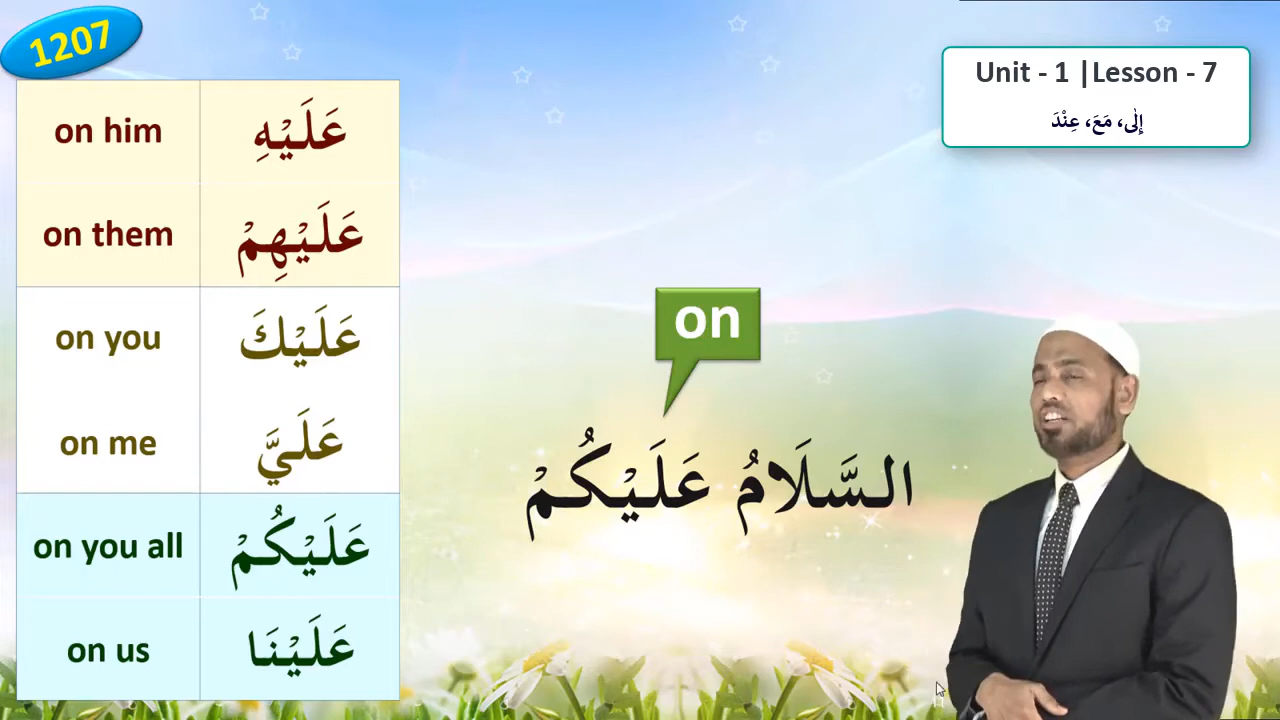 1207
on him عَلَيْهِ
on them عَلَيْهِمْ
on you عَلَيْكَ
on me عَلَيَّ
on you all عَلَيْكُمْ
on us عَلَيْنَا
on
السَّلَامُ عَلَيْكُمْ
Unit - 1 |Lesson - 7
إِلٰى، مَعَ، عِنْدَ